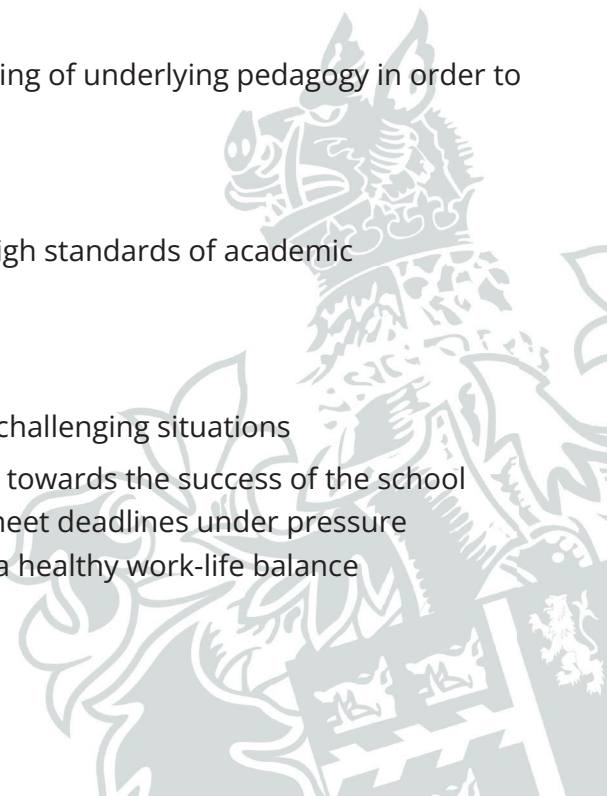 ing of underlying pedagogy in order to
igh standards of academic
challenging situations
towards the success of the school
neet deadlines under pressure
a healthy work-life balance